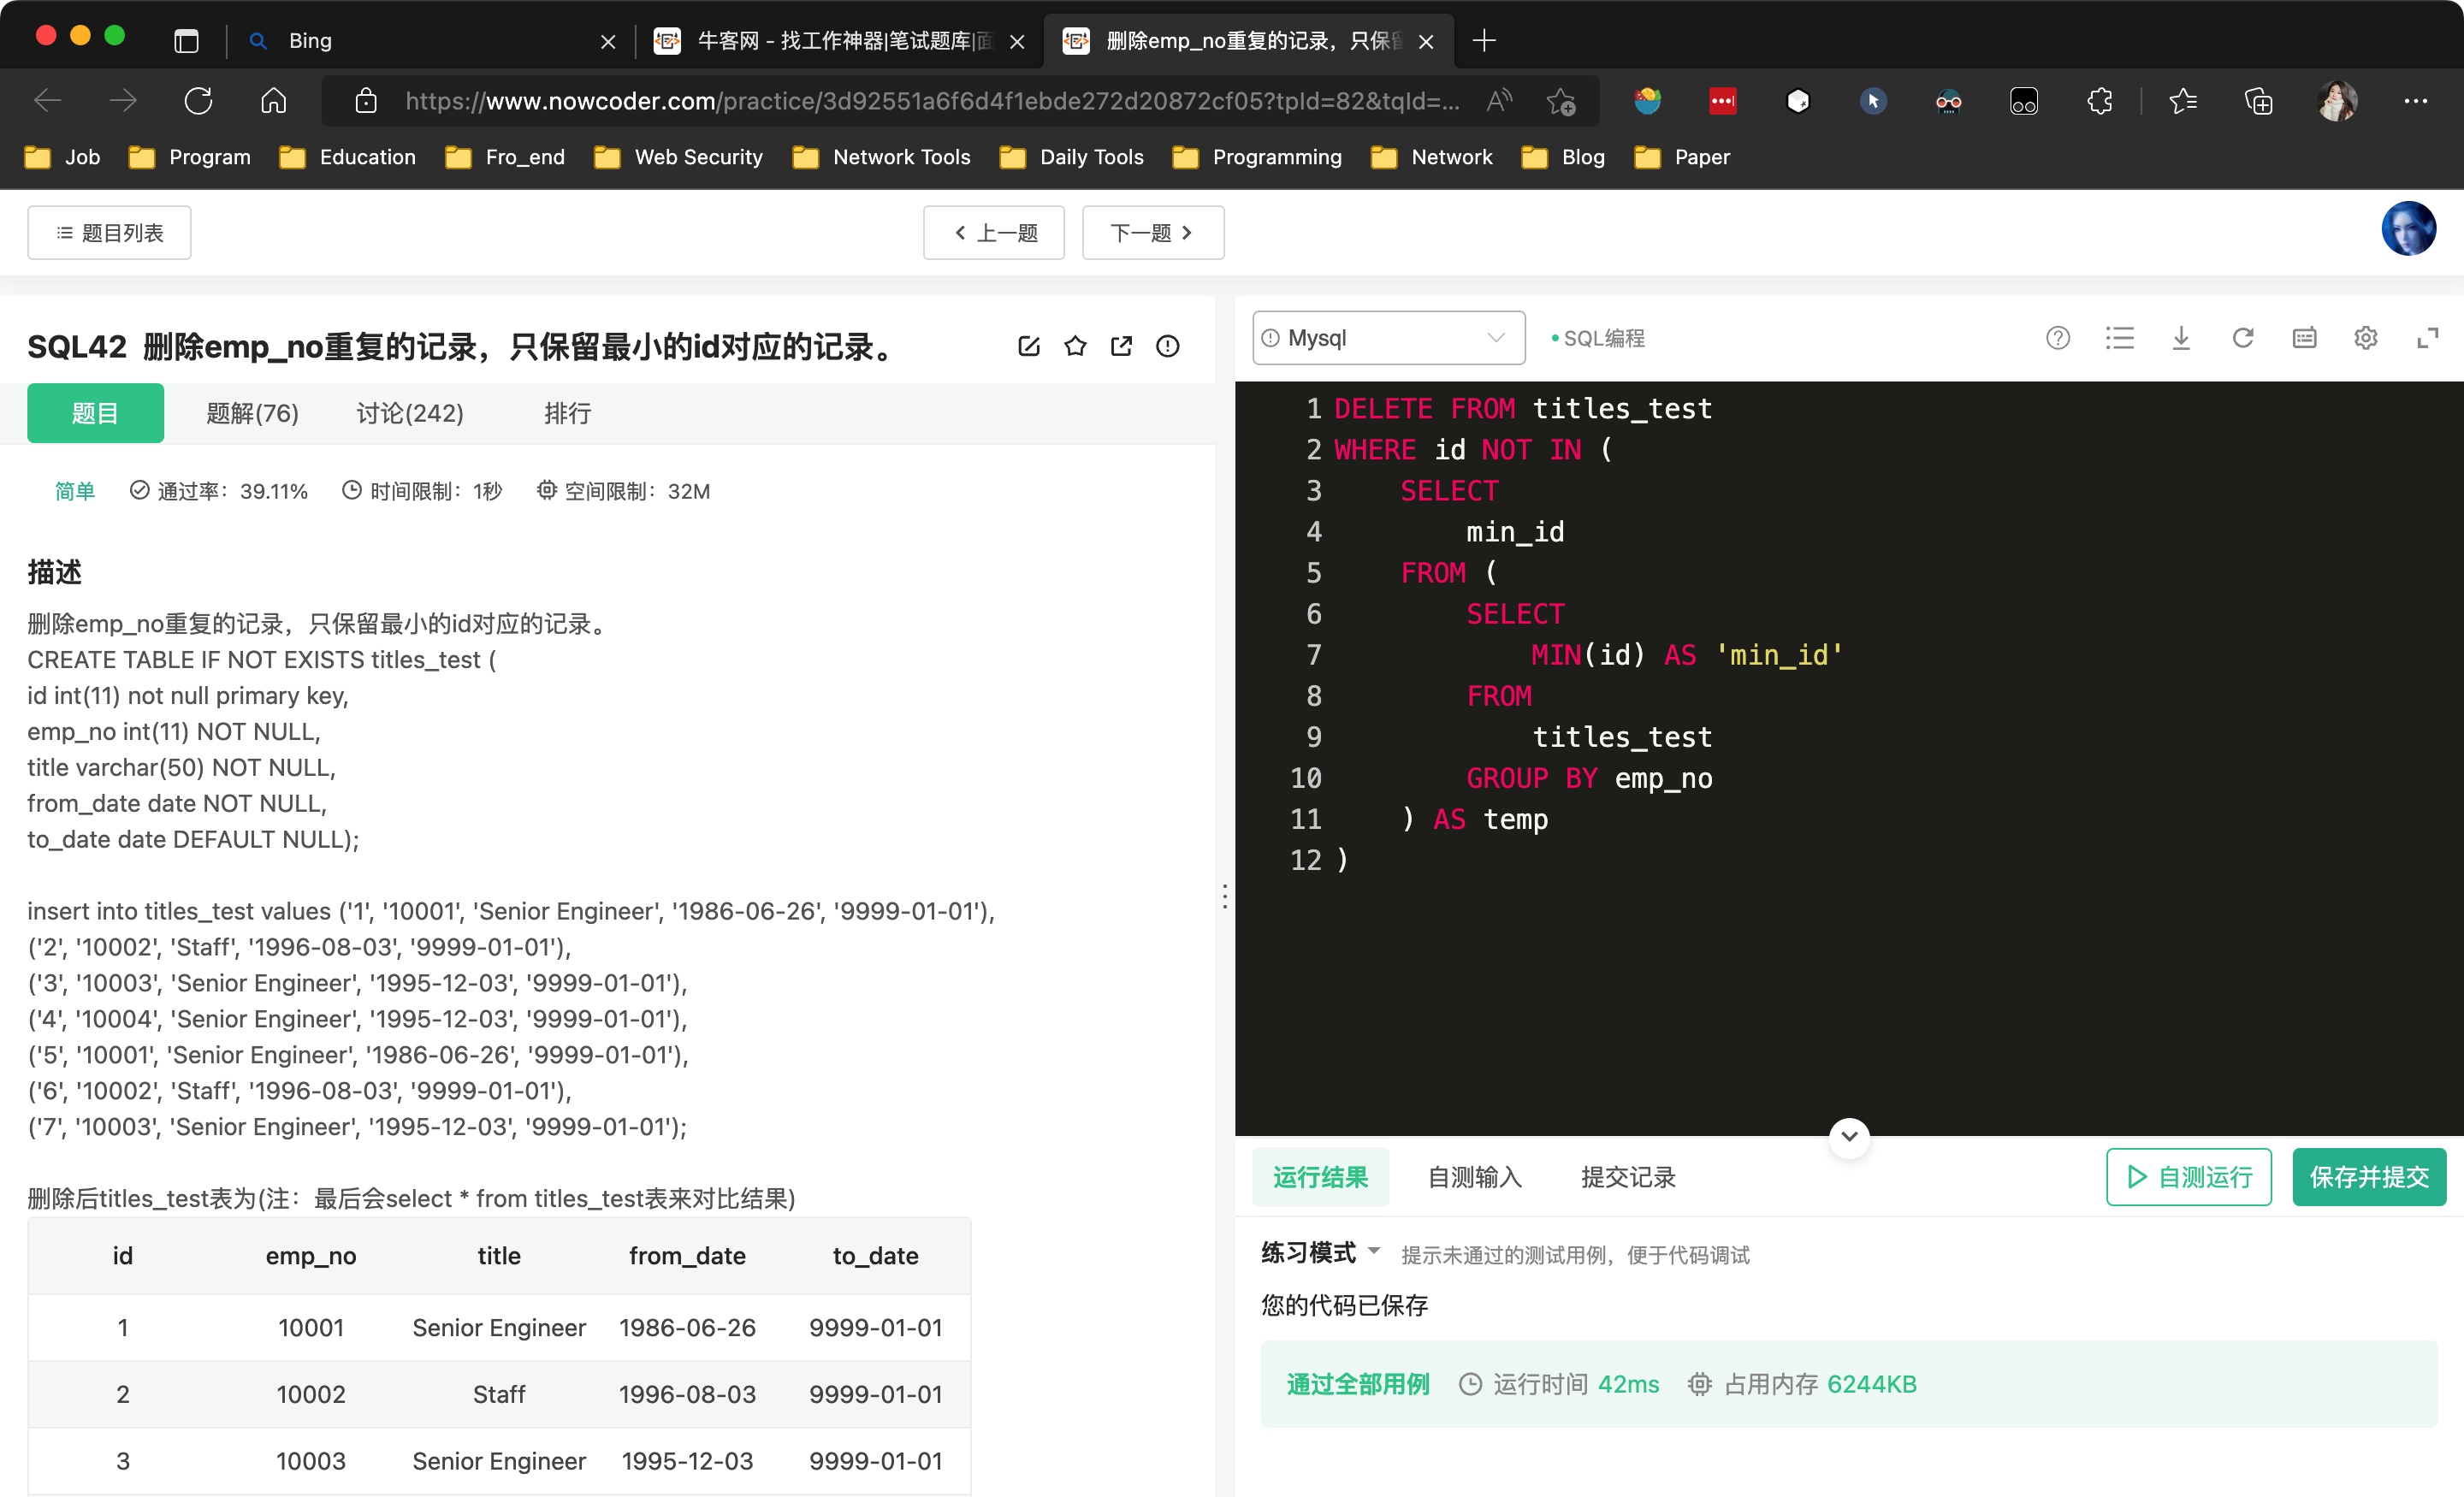 Bing
牛客网 - 找工作神器|笔试题库|面
删除emp_no重复的记录，只保留
https://www.nowcoder.com/practice/3d92551a6f6d4f1ebde272d20872cf05?tpId=82&tqId=...
Job
Program
Education
Fro_end
Web Security
Network Tools
Daily Tools
Programming
Network
Blog
Paper
题目列表
上一题
下一题
SQL42 删除emp_no重复的记录，只保留最小的id对应的记录。
题目
题解(76)
讨论(242)
排行
简单 通过率：39.11% 时间限制：1秒 空间限制：32M
描述
删除emp_no重复的记录，只保留最小的id对应的记录。
CREATE TABLE IF NOT EXISTS titles_test (
id int(11) not null primary key,
emp_no int(11) NOT NULL,
title varchar(50) NOT NULL,
from_date date NOT NULL,
to_date date DEFAULT NULL);
insert into titles_test values ('1', '10001', 'Senior Engineer', '1986-06-26', '9999-01-01'),
('2', '10002', 'Staff', '1996-08-03', '9999-01-01'),
('3', '10003', 'Senior Engineer', '1995-12-03', '9999-01-01'),
('4', '10004', 'Senior Engineer', '1995-12-03', '9999-01-01'),
('5', '10001', 'Senior Engineer', '1986-06-26', '9999-01-01'),
('6', '10002', 'Staff', '1996-08-03', '9999-01-01'),
('7', '10003', 'Senior Engineer', '1995-12-03', '9999-01-01');
删除后titles_test表为(注：最后会select * from titles_test表来对比结果)
id emp_no title from_date to_date
1 10001 Senior Engineer 1986-06-26 9999-01-01
2 10002 Staff 1996-08-03 9999-01-01
3 10003 Senior Engineer 1995-12-03 9999-01-01
Mysql
SQL编程
1 DELETE FROM titles_test
2 WHERE id NOT IN (
3     SELECT
4         min_id
5     FROM (
6         SELECT
7             MIN(id) AS 'min_id'
8         FROM
9             titles_test
10         GROUP BY emp_no
11     ) AS temp
12 )
运行结果
自测输入
提交记录
自测运行
保存并提交
练习模式 提示未通过的测试用例，便于代码调试
您的代码已保存
通过全部用例 运行时间 42ms 占用内存 6244KB